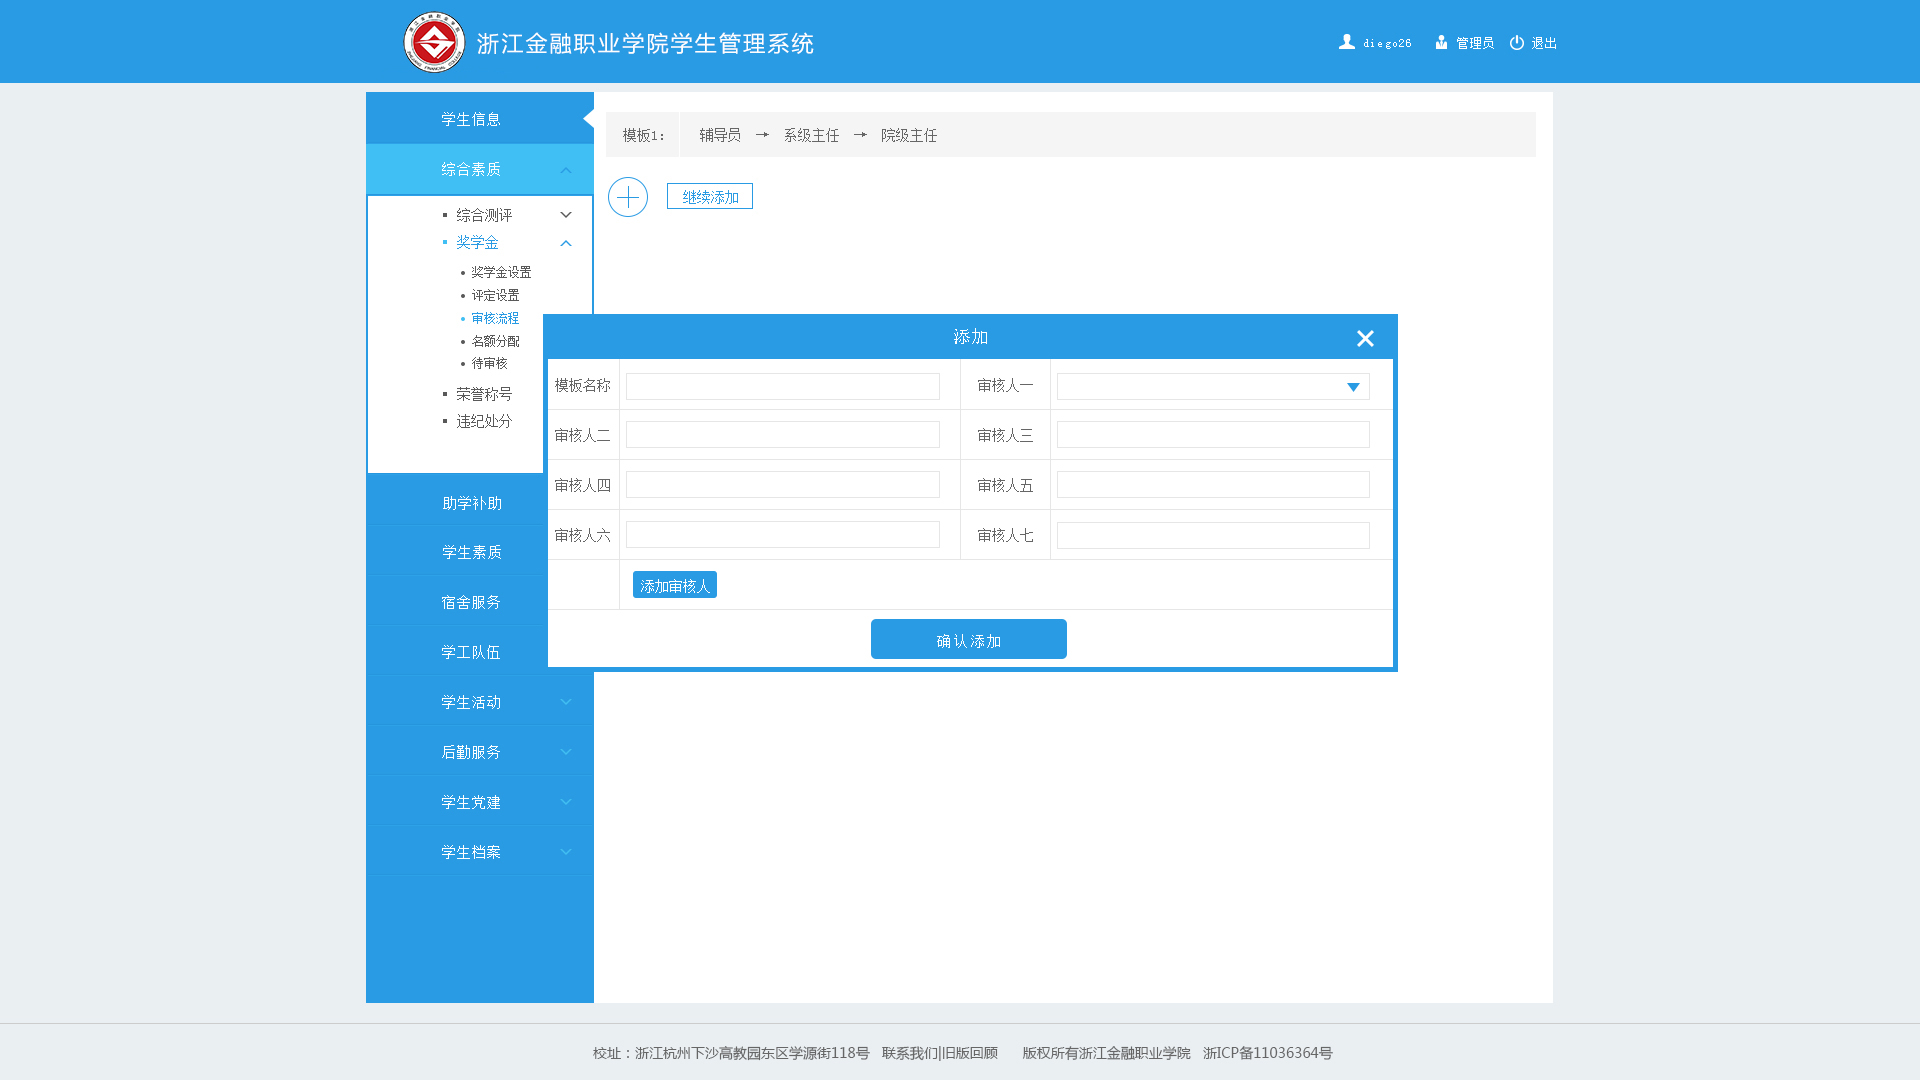 浙江金融职业学院学生管理系统
diego26 管理员 退出
学生信息
综合素质
综合测评
奖学金
奖学金设置
评定设置
审核流程
名额分配
待审核
荣誉称号
违纪处分
助学补助
学生素质
宿舍服务
学工队伍
学生活动
后勤服务
学生党建
学生档案
模板1: 辅导员 → 系级主任 → 院级主任
继续添加
添加
模板名称 审核人一
审核人二 审核人三
审核人四 审核人五
审核人六 审核人七
添加审核人
确认添加
校址：浙江杭州下沙高教园东区学源街118号 联系我们|旧版回顾 版权所有浙江金融职业学院 浙ICP备11036364号